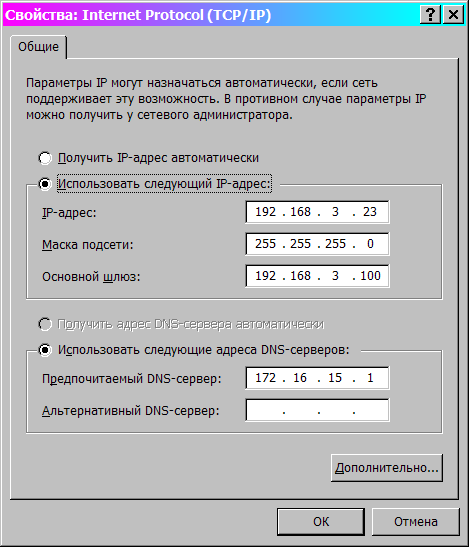 Свойства: Internet Protocol (TCP/IP)
Общие
Параметры IP могут назначаться автоматически, если сеть
поддерживает эту возможность. В противном случае параметры IP
можно получить у сетевого администратора.
Получить IP-адрес автоматически
Использовать следующий IP-адрес:
IP-адрес: 192 . 168 . 3 . 23
Маска подсети: 255 . 255 . 255 . 0
Основной шлюз: 192 . 168 . 3 . 100
Получить адрес DNS-сервера автоматически
Использовать следующие адреса DNS-серверов:
Предпочитаемый DNS-сервер: 172 . 16 . 15 . 1
Альтернативный DNS-сервер: . . .
Дополнительно...
ОК Отмена